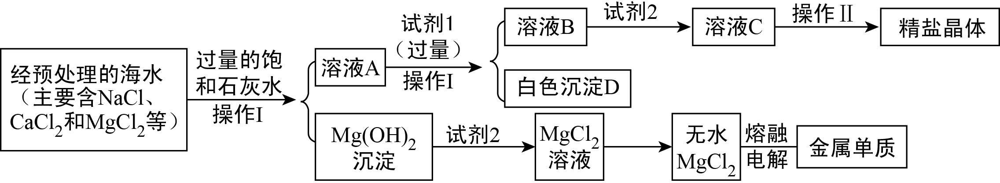 经预处理的海水
（主要含NaCl、
CaCl₂和MgCl₂等）
过量的饱
和石灰水
操作I
溶液A
试剂1
（过量）
操作I
溶液B
试剂2
溶液C
操作Ⅱ
精盐晶体
白色沉淀D
Mg(OH)₂
沉淀
试剂2
MgCl₂
溶液
无水
MgCl₂
熔融
电解
金属单质